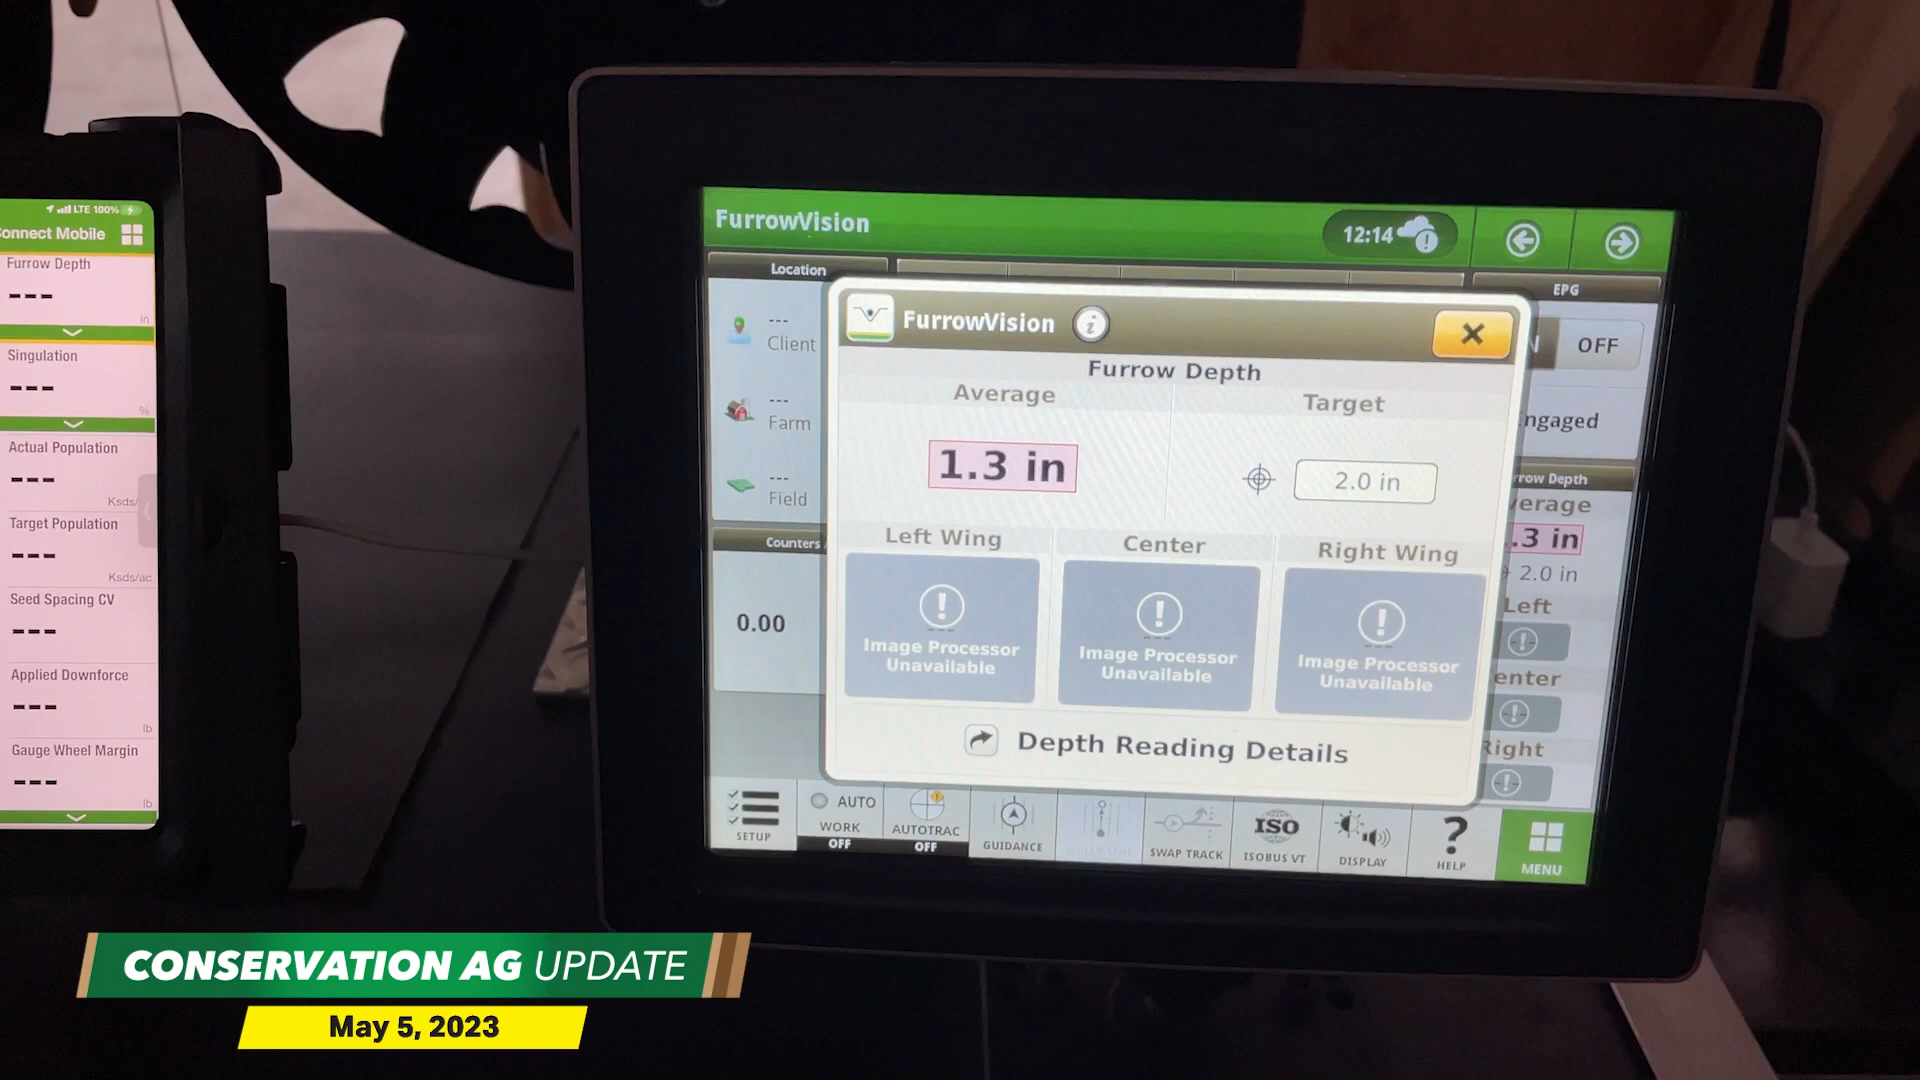 LTE 100%
onnect Mobile
Furrow Depth
---
in
Singulation
---
%
Actual Population
---
Ksds/
Target Population
---
Ksds/ac
Seed Spacing CV
---
Applied Downforce
---
lb
Gauge Wheel Margin
---
lb
FurrowVision
12:14
Location
EPG
---
Client
---
Farm
---
Field
Counters
0.00
FurrowVision
Furrow Depth
Average
Target
1.3 in
2.0 in
Left Wing
Center
Right Wing
---
Image Processor
Unavailable
---
Image Processor
Unavailable
---
Image Processor
Unavailable
Depth Reading Details
N
OFF
ngaged
rrow Depth
verage
.3 in
2.0 in
Left
enter
Right
SETUP
AUTO
WORK
OFF
AUTOTRAC
OFF
GUIDANCE
SWAP TRACK
ISO
ISOBUS VT
DISPLAY
?
HELP
MENU
CONSERVATION AG UPDATE
May 5, 2023